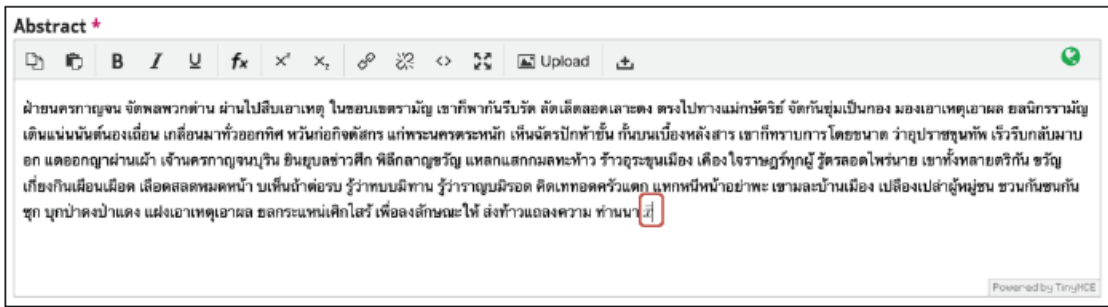 Abstract *
B I U fx x² x₂ <> Upload
ฝ่ายนครกาญจน จัดพลพวกด่าน ผ่านไปสืบเอาเหตุ ในขอบเขตรามัญ เขาก็พากันรีบรัด ลัดเล็ดลอดเลาะดง ตรงไปทางแม่กษัตริย์ จัดกันซุ่มเป็นกอง มองเอาเหตุเอาผล ยลนิกรรามัญ
เดินแน่นนันต์นองเฉื่อน เกลื่อนมาทั่วออกทิศ หวันก่อกิจตัสกร แก่พระนครตระหนัก เห็นฉัตรปักห้าชั้น กั้นบนเบื้องหลังสาร เขาก็ทราบการโดยขนาด ว่าอุปราชขุนทัพ เร็วรีบกลับมาบ
อก แดออกญาผ่านเผ้า เจ้านครกาญจนบุริน ยินยุบลข่าวศึก พิลึกลาญขวัญ แหลกแสกกมลทะท้าว ร้าวอุระขุนเมือง เคืองใจราษฎร์ทุกผู้ รู้ตรลอดไพร่นาย เขาทั้งหลายตริกัน ขวัญ
เกี่ยงกินเผือนเผือด เลือดสลดหมดหน้า บเห็นถ้าต่อรบ รู้ว่าทบบมิทาน รู้ว่าราญบมิรอด คิดเททอดครัวแตก แทกหนีหน้าอย่าพะ เขามละบ้านเมือง เปลืองเปล่าผู้หมู่ชน ชวนกันซนกัน
ซุก บุกป่าดงป่าแดง แฝงเอาเหตุเอาผล ยลกระแหน่เศิกไสร้ เพื่อลงลักษณะให้ ส่งท้าวแถลงความ ท่านนา
Powered by TinyMCE